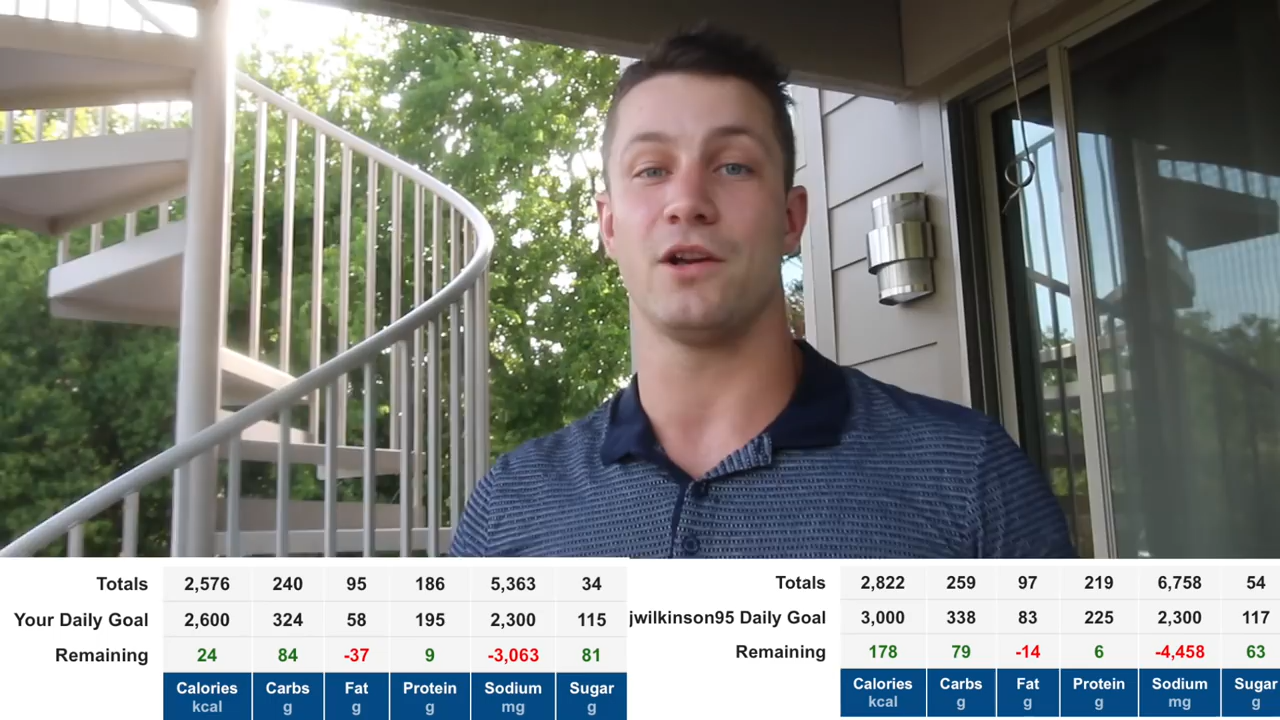 Totals 2,576 240 95 186 5,363 34
Your Daily Goal 2,600 324 58 195 2,300 115
Remaining 24 84 -37 9 -3,063 81
Calories Carbs Fat Protein Sodium Sugar
kcal g g g mg g
Totals 2,822 259 97 219 6,758 54
jwilkinson95 Daily Goal 3,000 338 83 225 2,300 117
Remaining 178 79 -14 6 -4,458 63
Calories Carbs Fat Protein Sodium Sugar
kcal g g g mg g